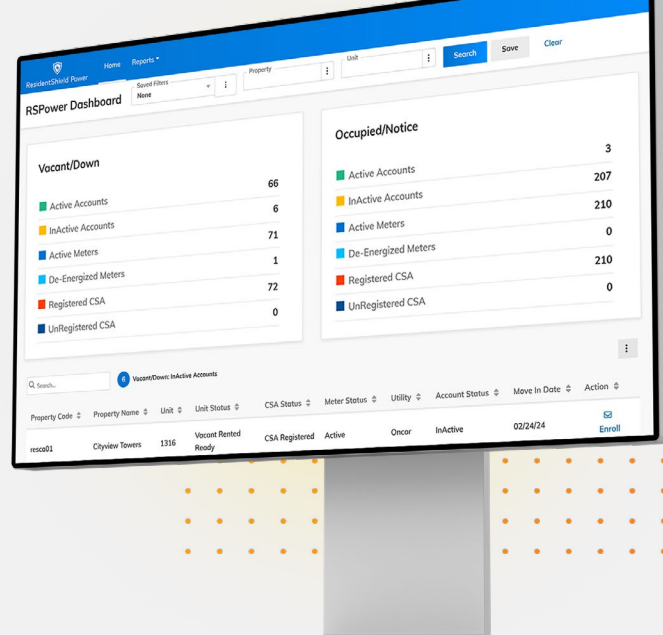 ResidentShield Power
Home
Reports
RSPower Dashboard
Saved Filters
None
Property
Unit
Search
Save
Clear
Vacant/Down
Active Accounts 66
InActive Accounts 6
Active Meters 71
De-Energized Meters 1
Registered CSA 72
UnRegistered CSA 0
Occupied/Notice
Active Accounts 3
InActive Accounts 207
Active Meters 210
De-Energized Meters 0
Registered CSA 210
UnRegistered CSA 0
Search...
6 Vacant/Down: InActive Accounts
Property Code Property Name Unit Unit Status CSA Status Meter Status Utility Account Status Move In Date Action
resco01 Cityview Towers 1316 Vacant Rented Ready CSA Registered Active Oncor InActive 02/24/24 Enroll